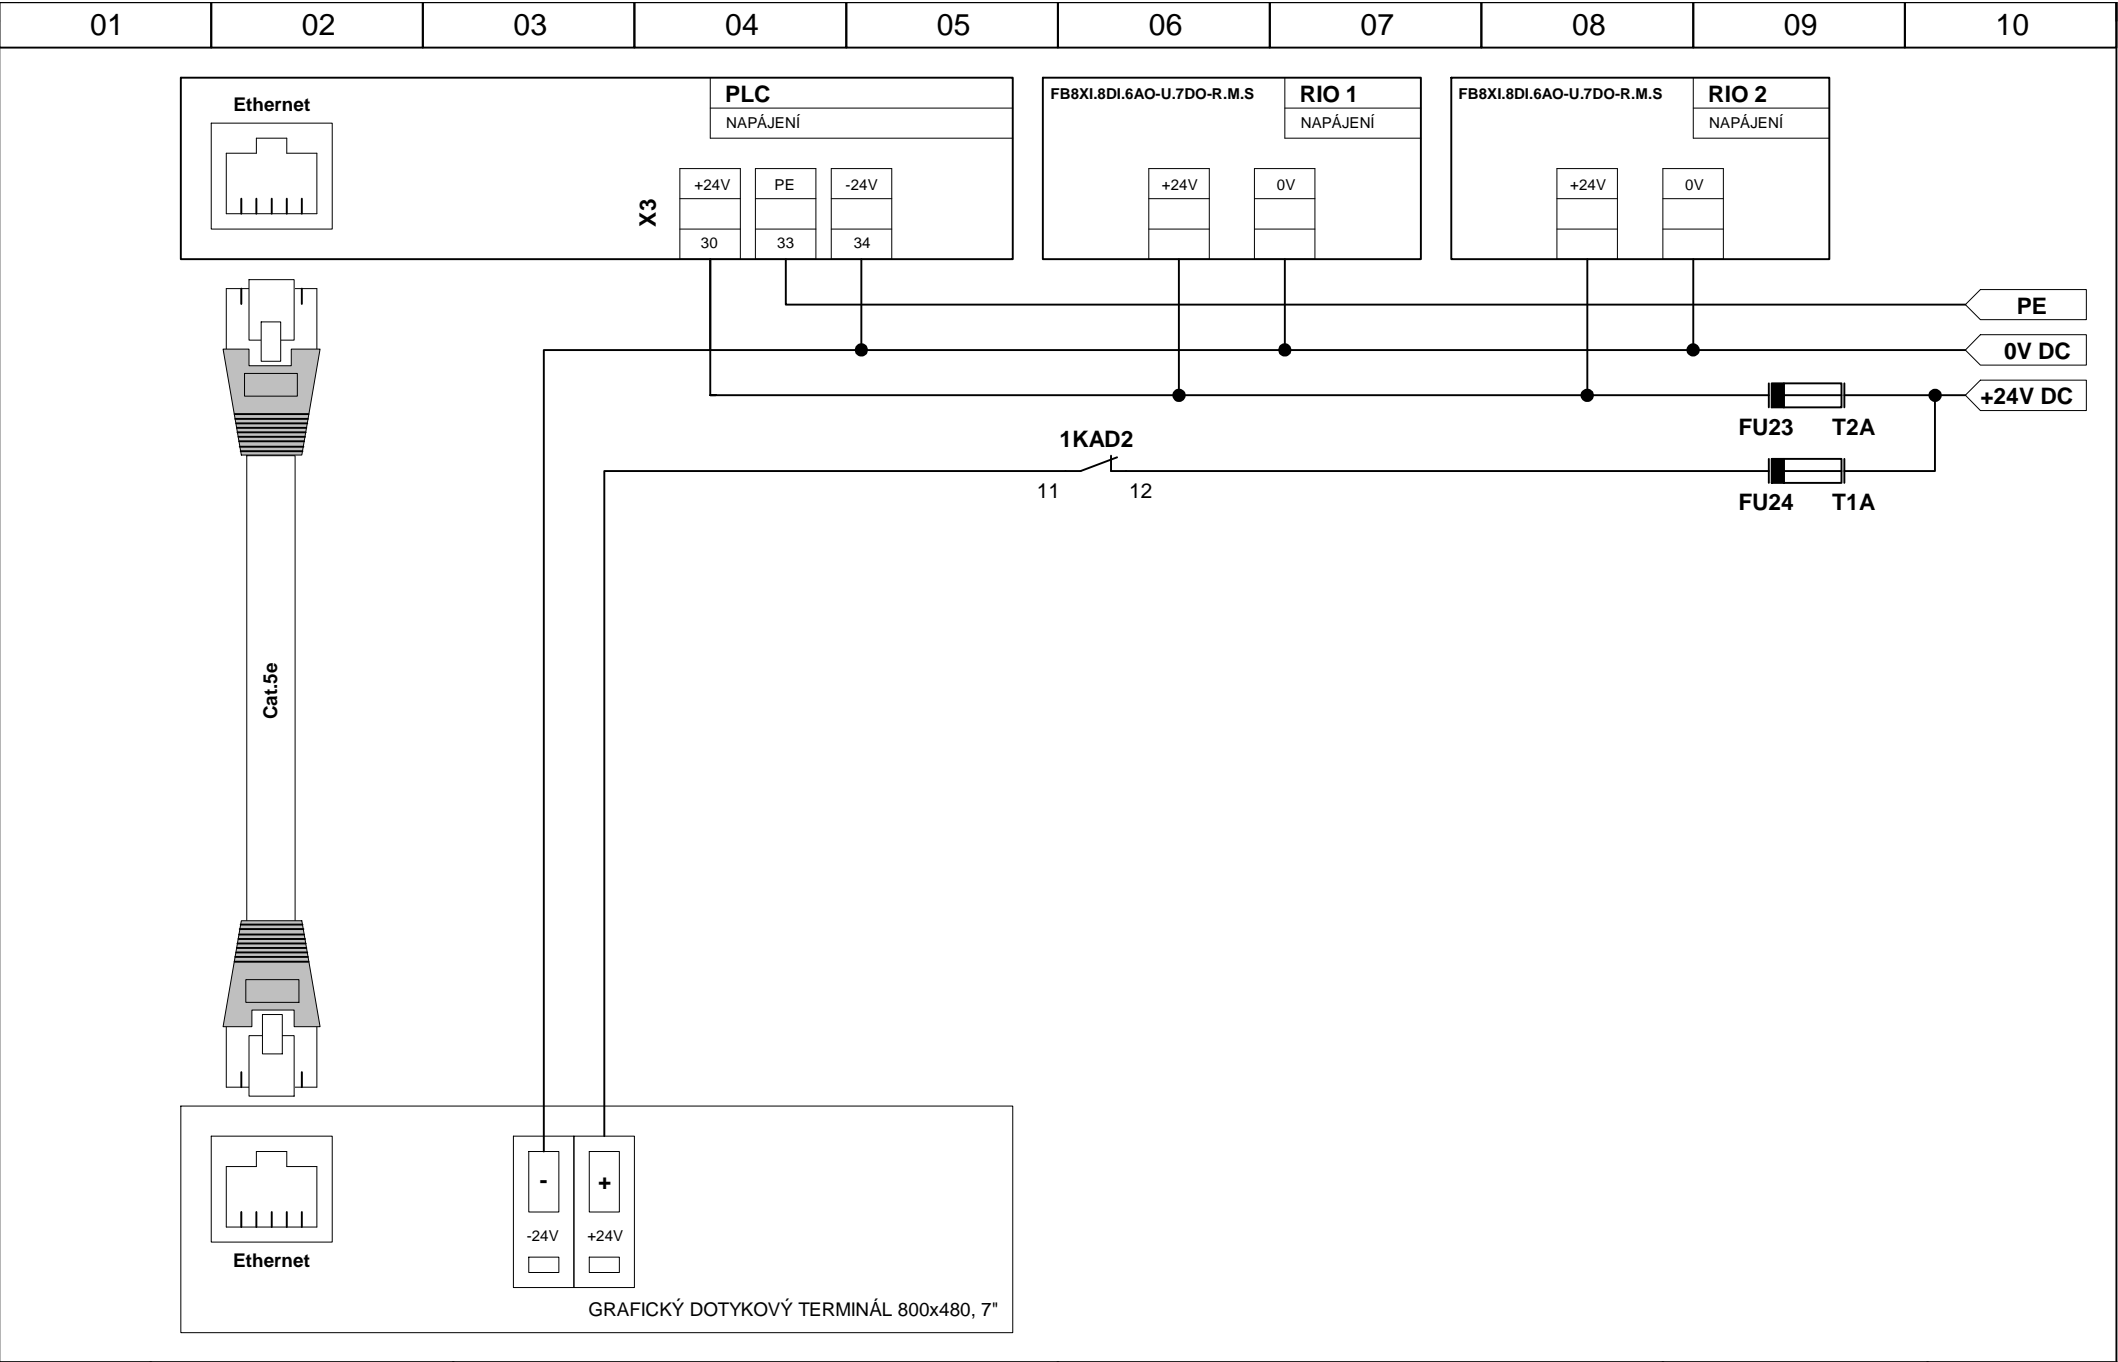 01 02 03 04 05 06 07 08 09 10
Ethernet
PLC
NAPÁJENÍ
X3
+24V PE -24V
30 33 34
FB8XI.8DI.6AO-U.7DO-R.M.S
RIO 1
NAPÁJENÍ
+24V 0V
FB8XI.8DI.6AO-U.7DO-R.M.S
RIO 2
NAPÁJENÍ
+24V 0V
PE
0V DC
+24V DC
FU23 T2A
1KAD2
11 12
FU24 T1A
Cat.5e
- +
-24V +24V
Ethernet
GRAFICKÝ DOTYKOVÝ TERMINÁL 800x480, 7"